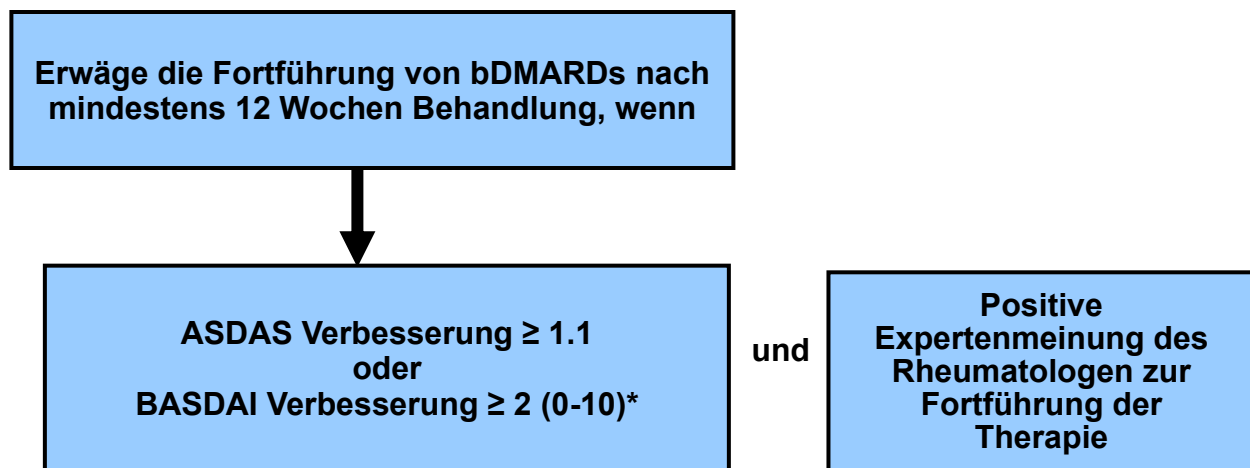 Erwäge die Fortführung von bDMARDs nach
mindestens 12 Wochen Behandlung, wenn
ASDAS Verbesserung ≥ 1.1
oder
BASDAI Verbesserung ≥ 2 (0-10)*
und
Positive
Expertenmeinung des
Rheumatologen zur
Fortführung der
Therapie